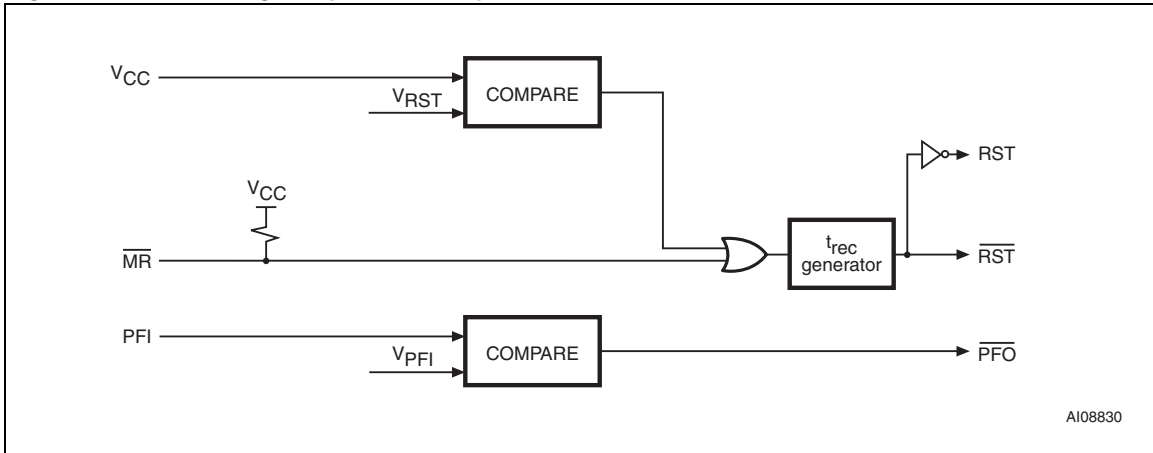 VCC
VRST
COMPARE
RST
VCC
MR
trec
generator
RST
PFI
VPFI
COMPARE
PFO
AI08830